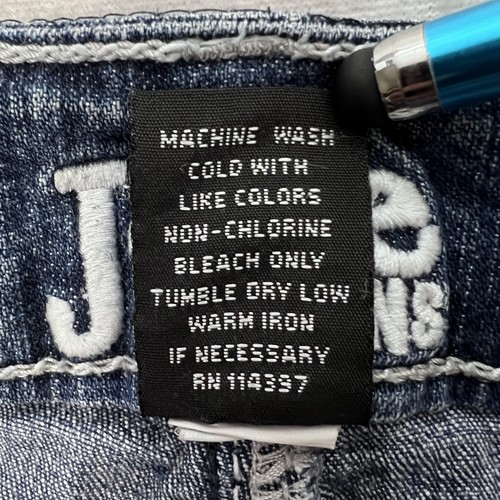 MACHINE WASH
COLD WITH
LIKE COLORS
NON-CHLORINE
BLEACH ONLY
TUMBLE DRY LOW
WARM IRON
IF NECESSARY
RN 114397